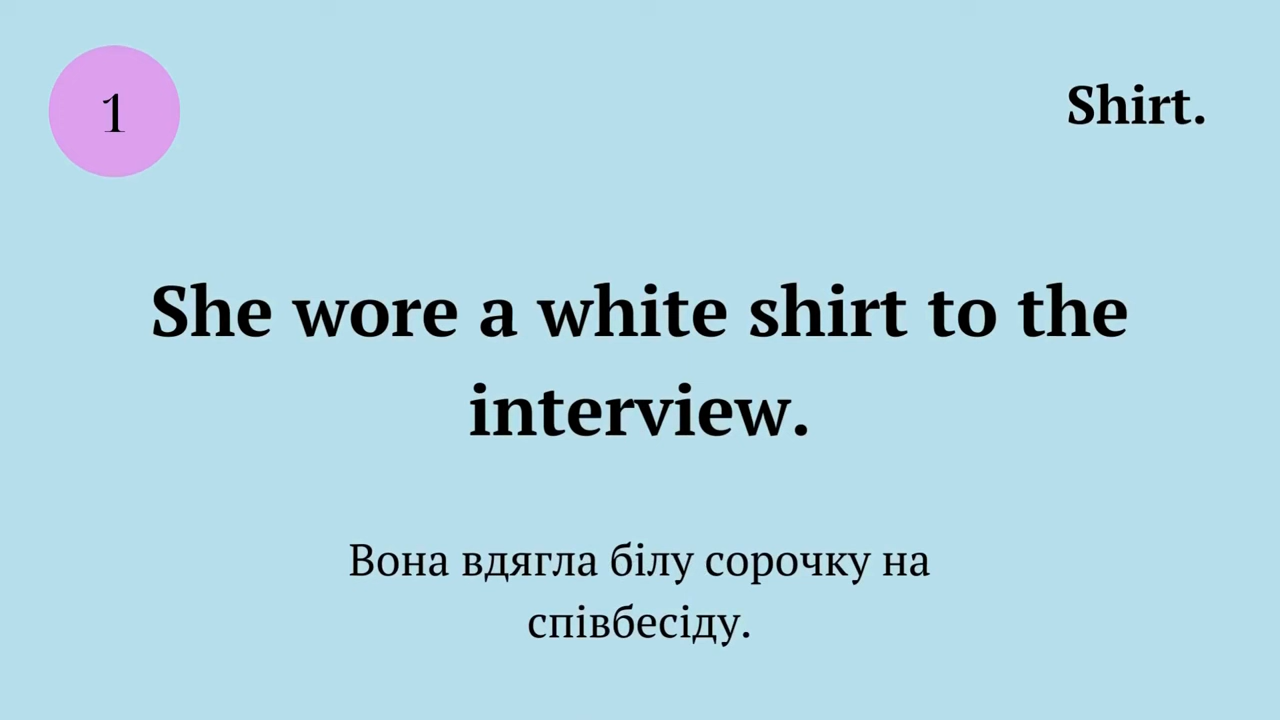 1
Shirt.
She wore a white shirt to the
interview.
Вона вдягла білу сорочку на
співбесіду.